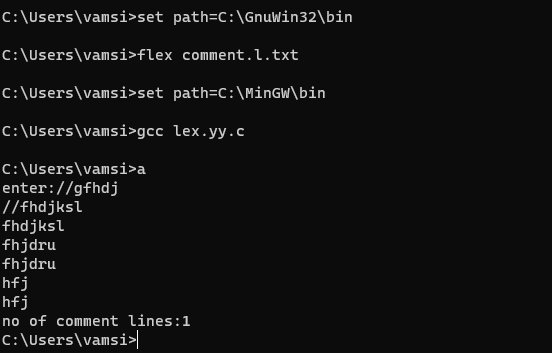 C:\Users\vamsi>set path=C:\GnuWin32\bin
C:\Users\vamsi>flex comment.l.txt
C:\Users\vamsi>set path=C:\MinGW\bin
C:\Users\vamsi>gcc lex.yy.c
C:\Users\vamsi>a
enter://gfhdj
//fhdjksl
fhdjksl
fhjdru
fhjdru
hfj
hfj
no of comment lines:1
C:\Users\vamsi>